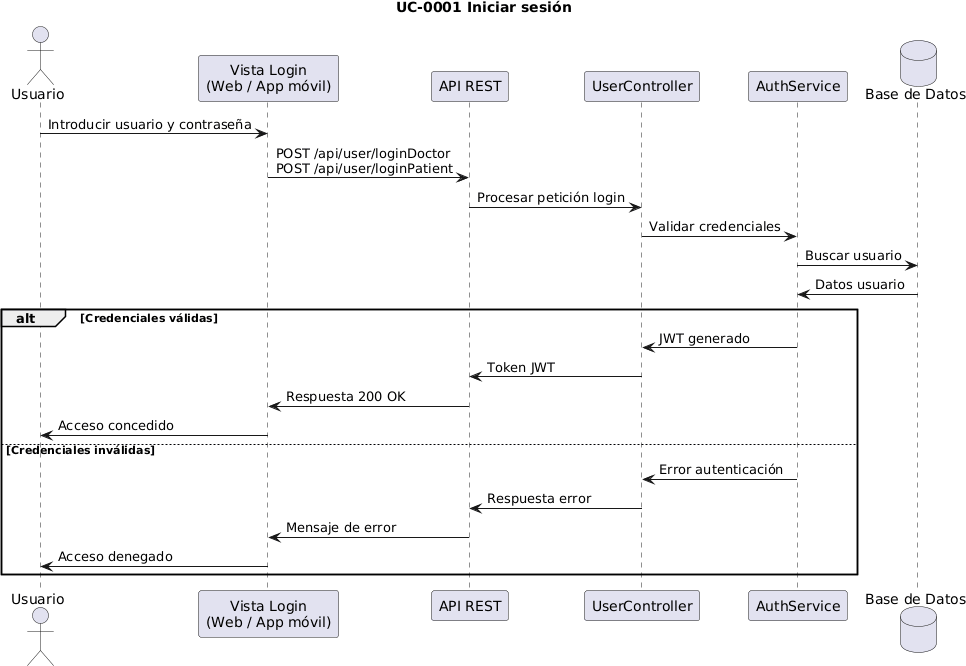 UC-0001 Iniciar sesión
Usuario
Vista Login
(Web / App móvil)
API REST
UserController
AuthService
Base de Datos
Introducir usuario y contraseña
POST /api/user/loginDoctor
POST /api/user/loginPatient
Procesar petición login
Validar credenciales
Buscar usuario
Datos usuario
alt [Credenciales válidas]
JWT generado
Token JWT
Respuesta 200 OK
Acceso concedido
[Credenciales inválidas]
Error autenticación
Respuesta error
Mensaje de error
Acceso denegado
Usuario
Vista Login
(Web / App móvil)
API REST
UserController
AuthService
Base de Datos